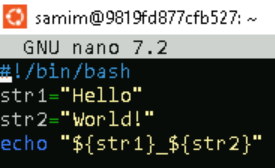 samim@9819fd877cfb527: ~
GNU nano 7.2
#!/bin/bash
str1="Hello"
str2="World!"
echo "${str1}_${str2}"